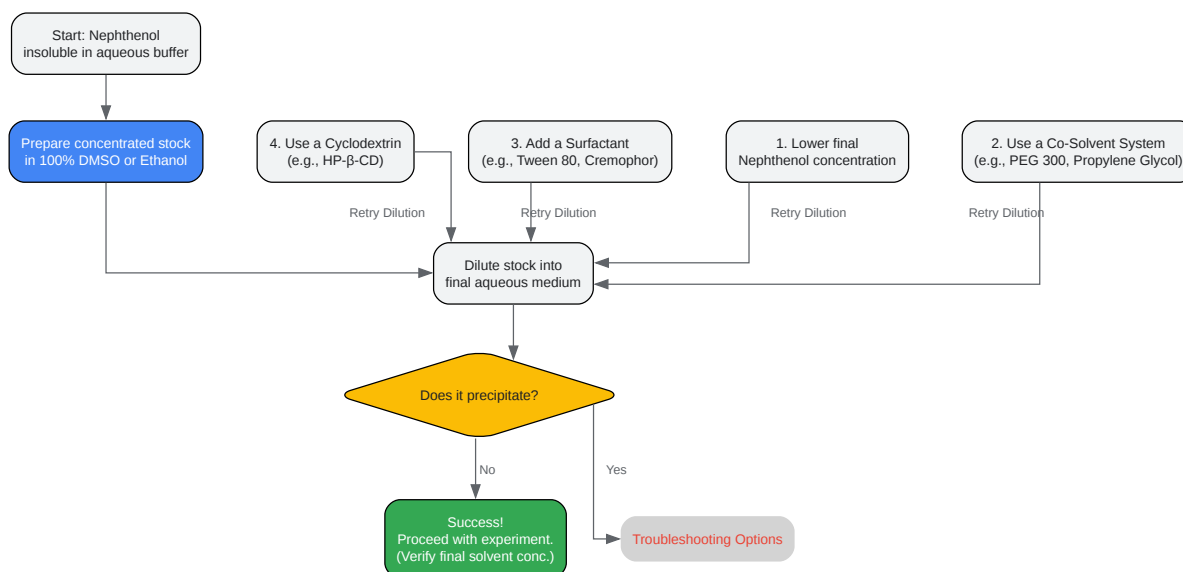 Start: Nephthenol
insoluble in aqueous buffer
Prepare concentrated stock
in 100% DMSO or Ethanol
4. Use a Cyclodextrin
(e.g., HP-β-CD)
3. Add a Surfactant
(e.g., Tween 80, Cremophor)
1. Lower final
Nephthenol concentration
2. Use a Co-Solvent System
(e.g., PEG 300, Propylene Glycol)
Retry Dilution
Retry Dilution
Retry Dilution
Retry Dilution
Dilute stock into
final aqueous medium
Does it precipitate?
No
Yes
Success!
Proceed with experiment.
(Verify final solvent conc.)
Troubleshooting Options